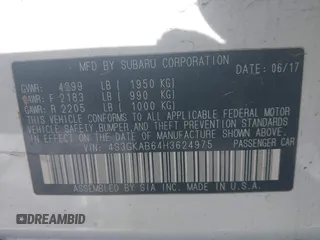 MFD BY SUBARU CORPORATION
DATE 06/17
GVWR: 4299 LB ( 1950 KG)
GAWR: F 2183 LB ( 990 KG)
GAWR: R 2205 LB ( 1000 KG)
THIS VEHICLE CONFORMS TO ALL APPLICABLE FEDERAL MOTOR
VEHICLE SAFETY, BUMPER, AND THEFT PREVENTION STANDARDS
IN EFFECT ON THE DATE OF MANUFACTURE SHOWN ABOVE.
VIN: 4S3GKAB64H3624975
PASSENGER CAR
ASSEMBLED BY SIA INC. IN U.S.A.
DREAMBID